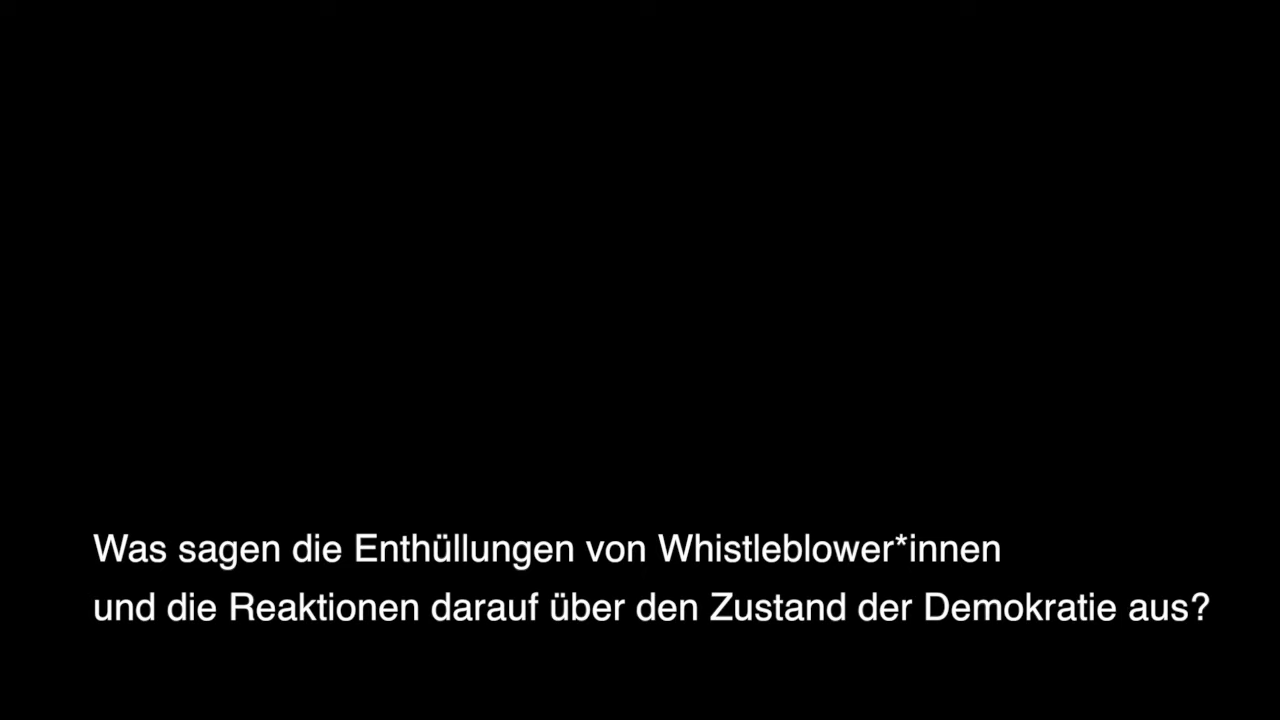 Was sagen die Enthüllungen von Whistleblower*innen
und die Reaktionen darauf über den Zustand der Demokratie aus?